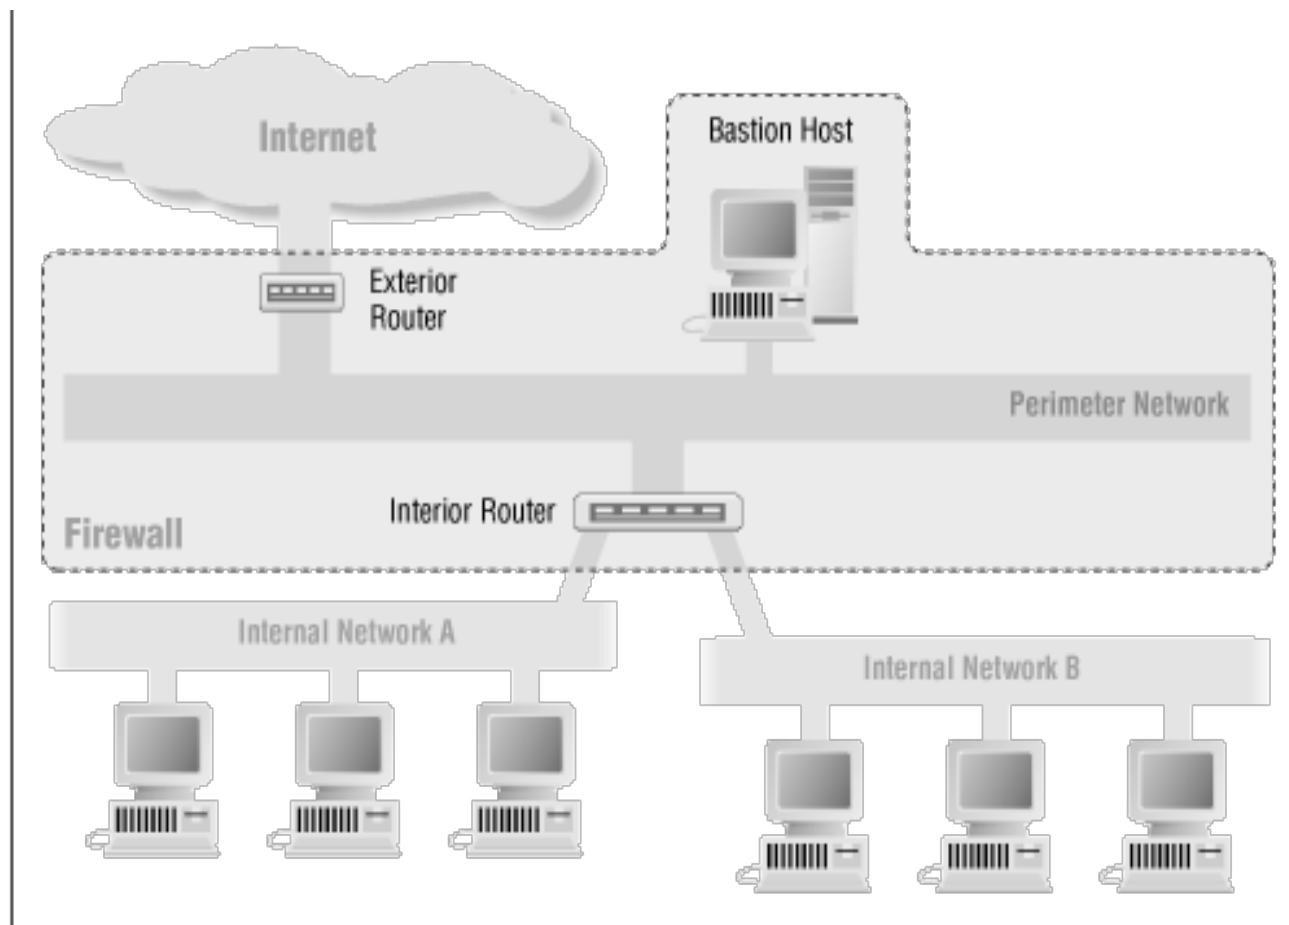 Internet
Bastion Host
Exterior
Router
Perimeter Network
Interior Router
Firewall
Internal Network A
Internal Network B